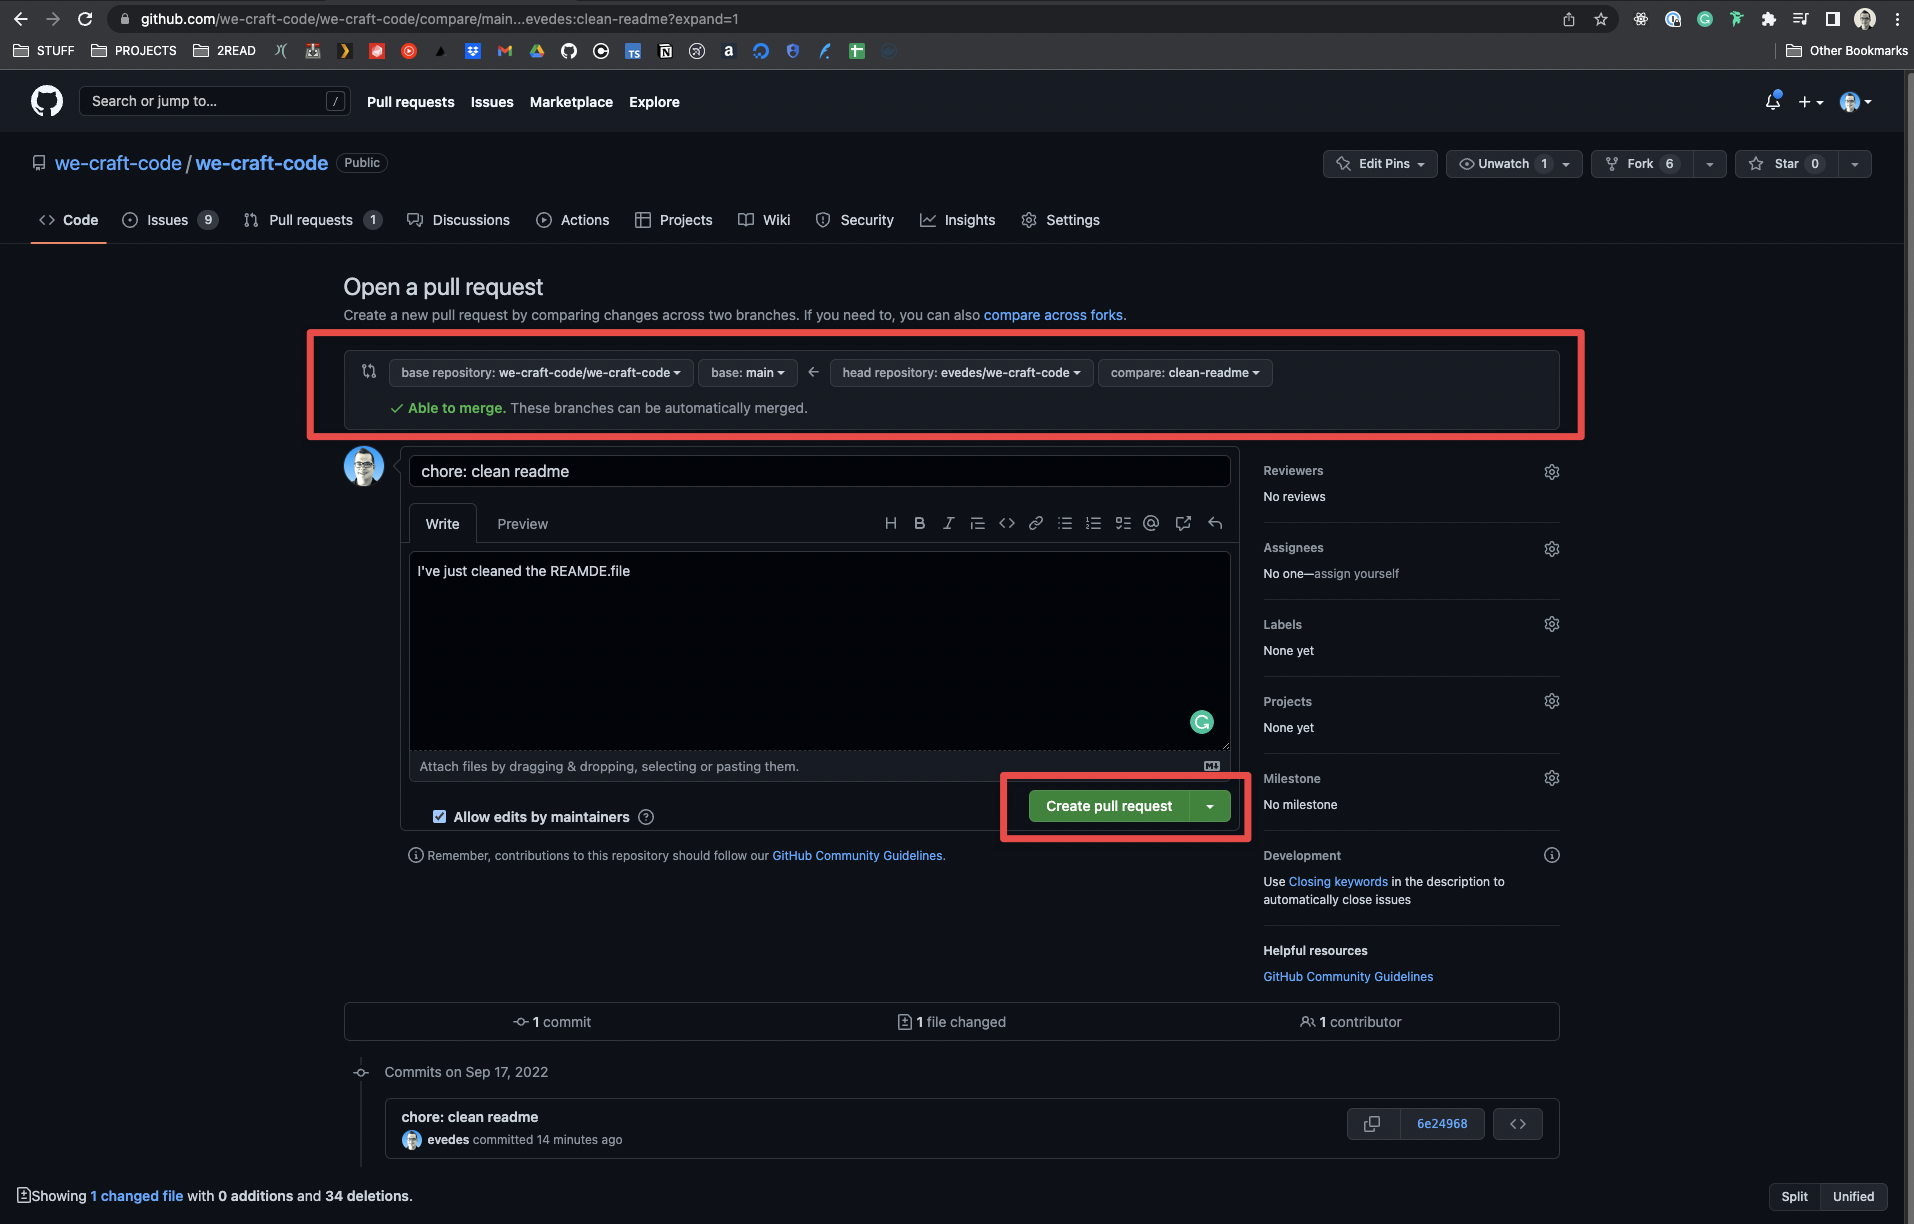 github.com/we-craft-code/we-craft-code/compare/main...evedes:clean-readme?expand=1
STUFF PROJECTS 2READ Other Bookmarks
Search or jump to... / Pull requests Issues Marketplace Explore
we-craft-code / we-craft-code Public Edit Pins Unwatch 1 Fork 6 Star 0
Code Issues 9 Pull requests 1 Discussions Actions Projects Wiki Security Insights Settings
Open a pull request
Create a new pull request by comparing changes across two branches. If you need to, you can also compare across forks.
base repository: we-craft-code/we-craft-code base: main head repository: evedes/we-craft-code compare: clean-readme
Able to merge. These branches can be automatically merged.
chore: clean readme
Write Preview
I've just cleaned the REAMDE.file
Attach files by dragging & dropping, selecting or pasting them.
Allow edits by maintainers
Create pull request
Remember, contributions to this repository should follow our GitHub Community Guidelines.
Reviewers
No reviews
Assignees
No one—assign yourself
Labels
None yet
Projects
None yet
Milestone
No milestone
Development
Use Closing keywords in the description to
automatically close issues
Helpful resources
GitHub Community Guidelines
1 commit 1 file changed 1 contributor
Commits on Sep 17, 2022
chore: clean readme
evedes committed 14 minutes ago
6e24968
Showing 1 changed file with 0 additions and 34 deletions.
Split Unified